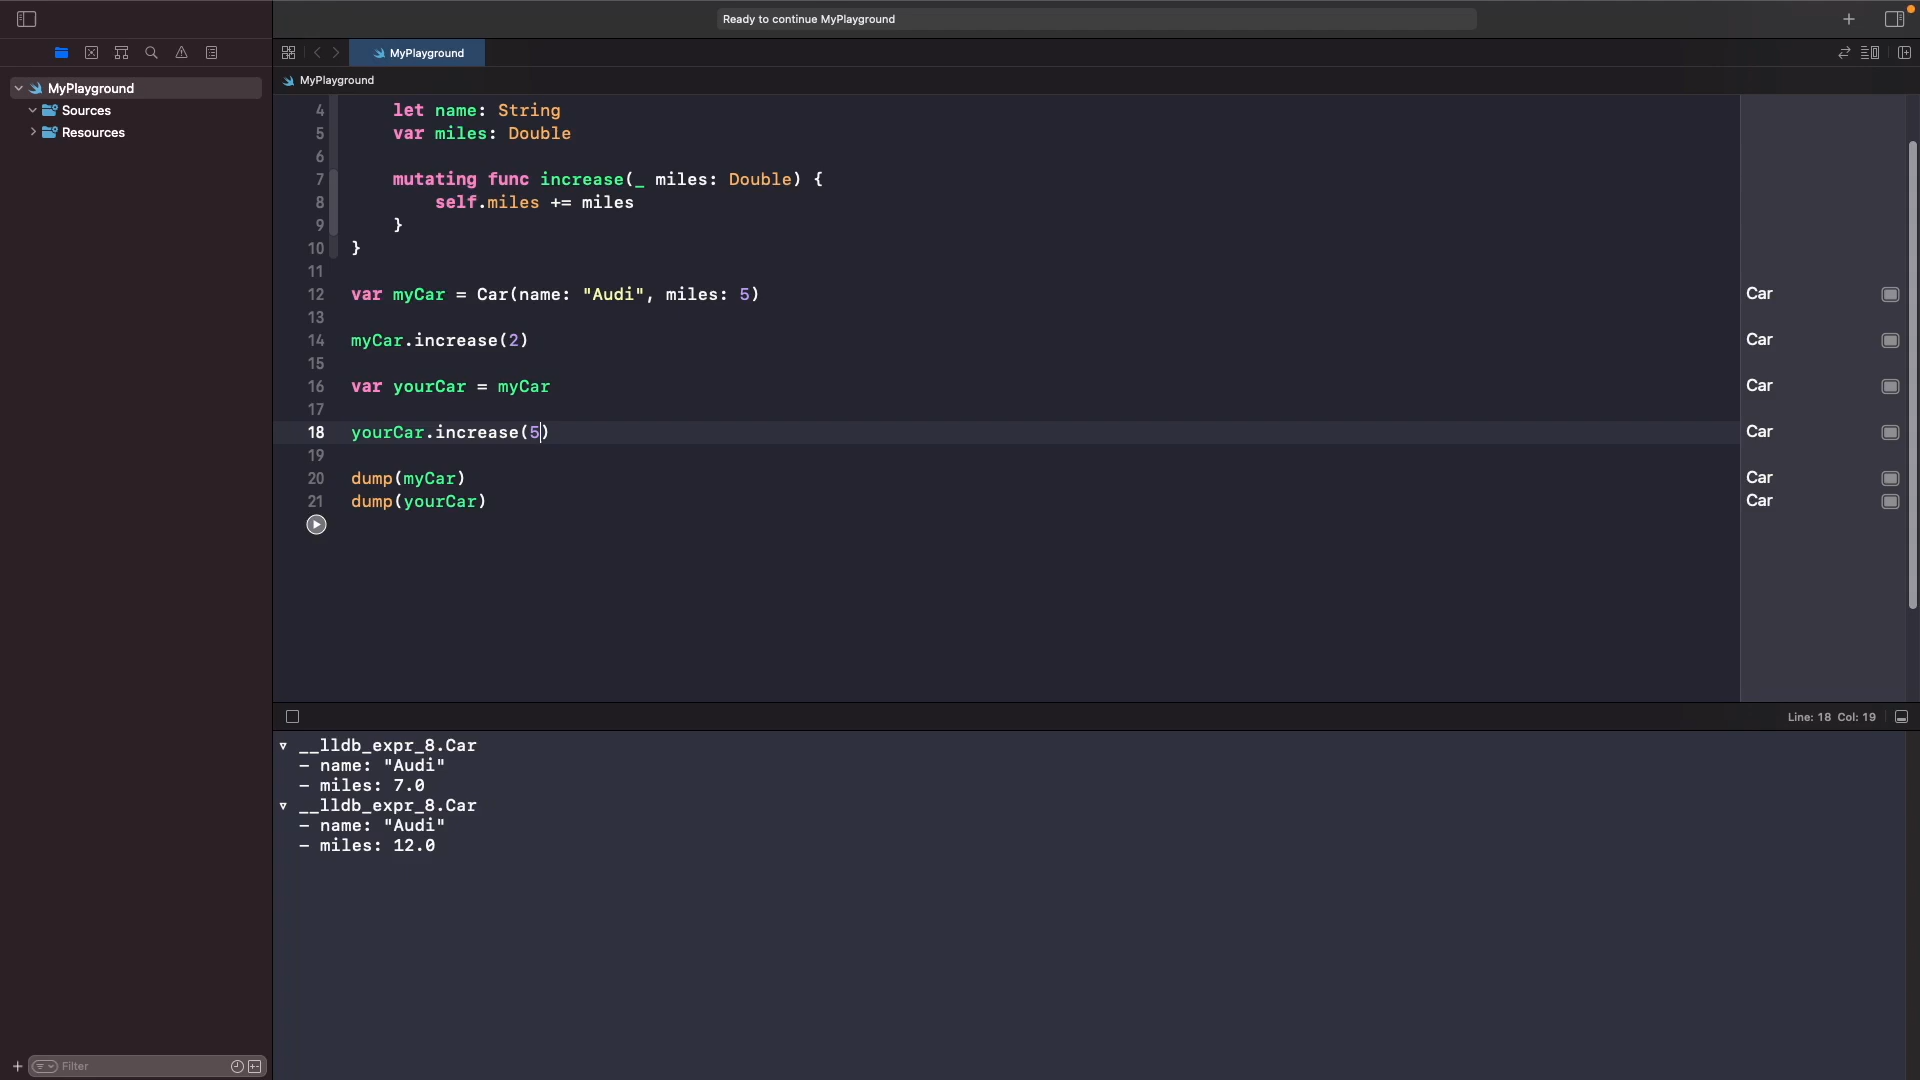 Ready to continue MyPlayground
MyPlayground
MyPlayground
MyPlayground
Sources
Resources
4 let name: String
5 var miles: Double
6
7 mutating func increase(_ miles: Double) {
8 self.miles += miles
9 }
10 }
11
12 var myCar = Car(name: "Audi", miles: 5) Car
13
14 myCar.increase(2) Car
15
16 var yourCar = myCar Car
17
18 yourCar.increase(5) Car
19
20 dump(myCar) Car
21 dump(yourCar) Car
Line: 18 Col: 19
▿ __lldb_expr_8.Car
- name: "Audi"
- miles: 7.0
▿ __lldb_expr_8.Car
- name: "Audi"
- miles: 12.0
Filter